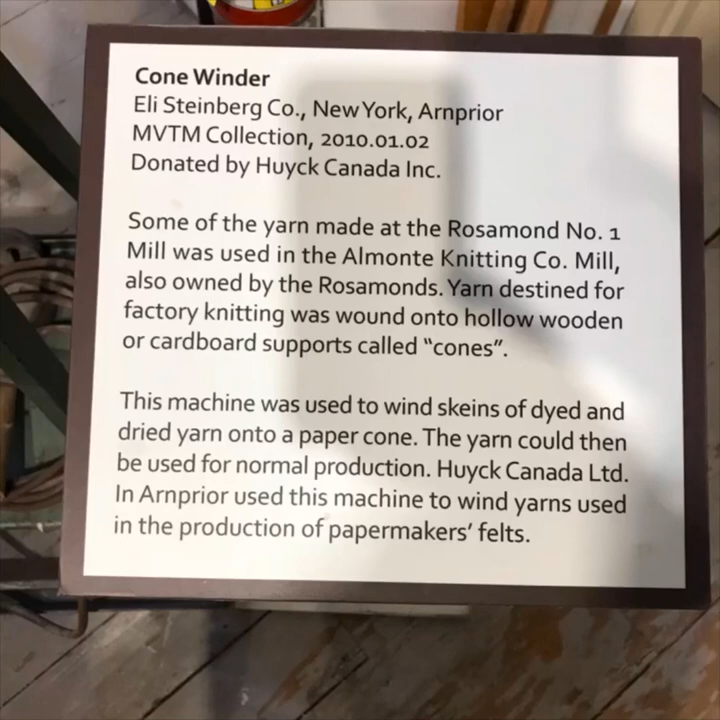 Cone Winder
Eli Steinberg Co., New York, Arnprior
MVTM Collection, 2010.01.02
Donated by Huyck Canada Inc.
Some of the yarn made at the Rosamond No. 1
Mill was used in the Almonte Knitting Co. Mill,
also owned by the Rosamonds. Yarn destined for
factory knitting was wound onto hollow wooden
or cardboard supports called “cones”.
This machine was used to wind skeins of dyed and
dried yarn onto a paper cone. The yarn could then
be used for normal production. Huyck Canada Ltd.
In Arnprior used this machine to wind yarns used
in the production of papermakers’ felts.